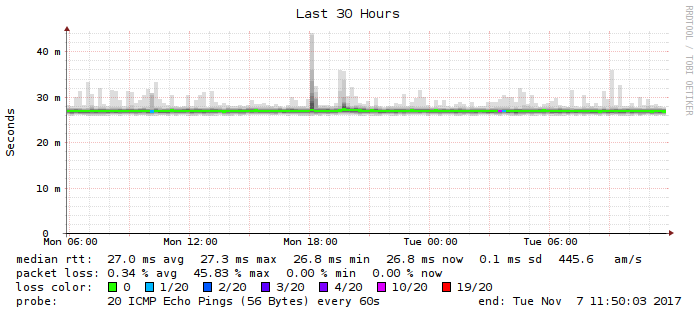 Last 30 Hours
RRDTOOL / TOBI OETIKER
Seconds
40 m
30 m
20 m
10 m
0
Mon 06:00 Mon 12:00 Mon 18:00 Tue 00:00 Tue 06:00
median rtt: 27.0 ms avg 27.3 ms max 26.8 ms min 26.8 ms now 0.1 ms sd 445.6 am/s
packet loss: 0.34 % avg 45.83 % max 0.00 % min 0.00 % now
loss color: 0 1/20 2/20 3/20 4/20 10/20 19/20
probe: 20 ICMP Echo Pings (56 Bytes) every 60s end: Tue Nov 7 11:50:03 2017